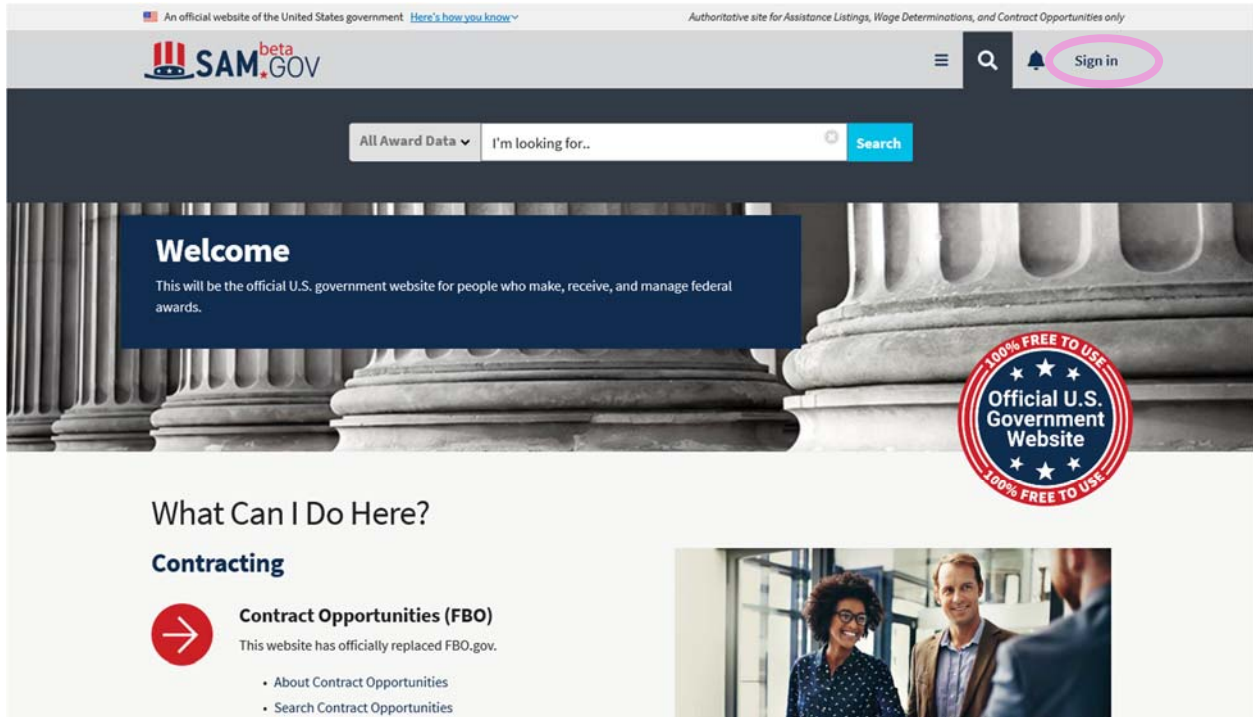 An official website of the United States government Here's how you know
Authoritative site for Assistance Listings, Wage Determinations, and Contract Opportunities only
SAM.GOV beta
Sign in
All Award Data
I'm looking for..
Search
Welcome
This will be the official U.S. government website for people who make, receive, and manage federal
awards.
100% FREE TO USE
Official U.S.
Government
Website
100% FREE TO USE
What Can I Do Here?
Contracting
Contract Opportunities (FBO)
This website has officially replaced FBO.gov.
• About Contract Opportunities
• Search Contract Opportunities